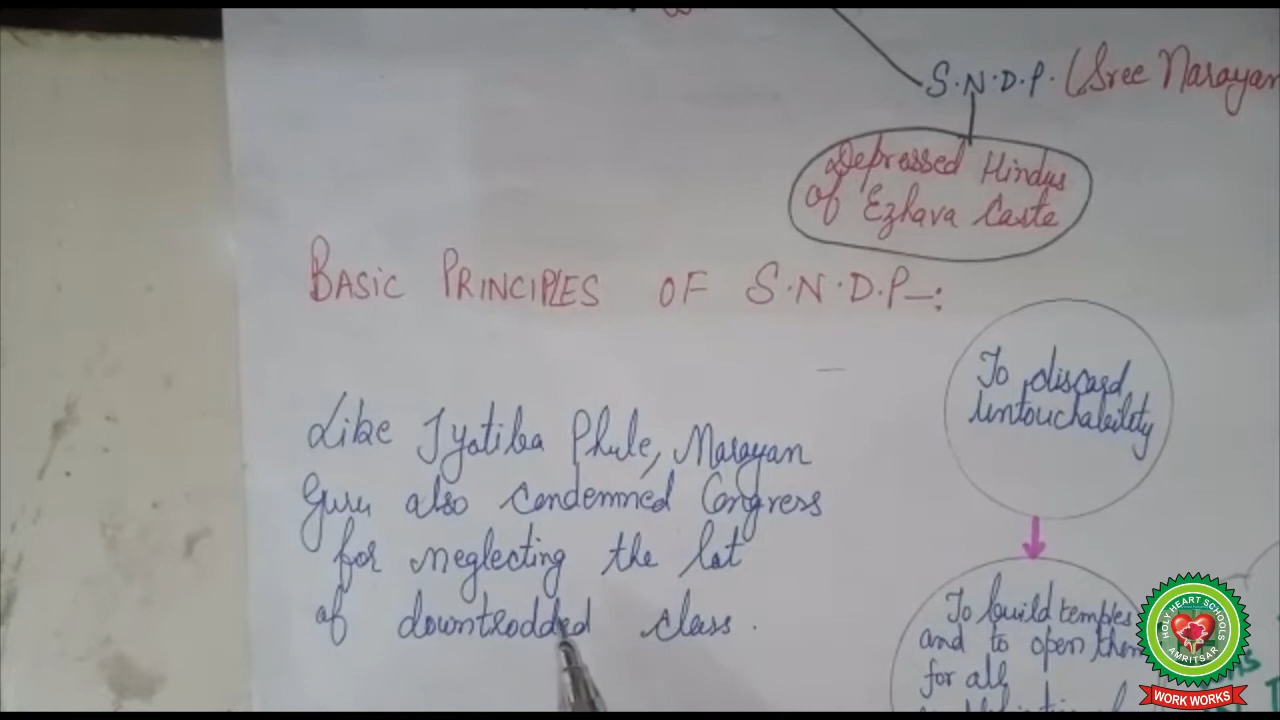 S.N.D.P. (Sree Narayan
Depressed Hindus
of Ezhava Caste
BASIC PRINCIPLES OF S.N.D.P-:
Like Jyotiba Phule, Narayan
Guru also condemned Congress
for neglecting the lot
of downtrodded class.
To discard
untouchability
To build temples
and to open them
for all
HOLY HEART SCHOOLS
AMRITSAR
WORK WORKS